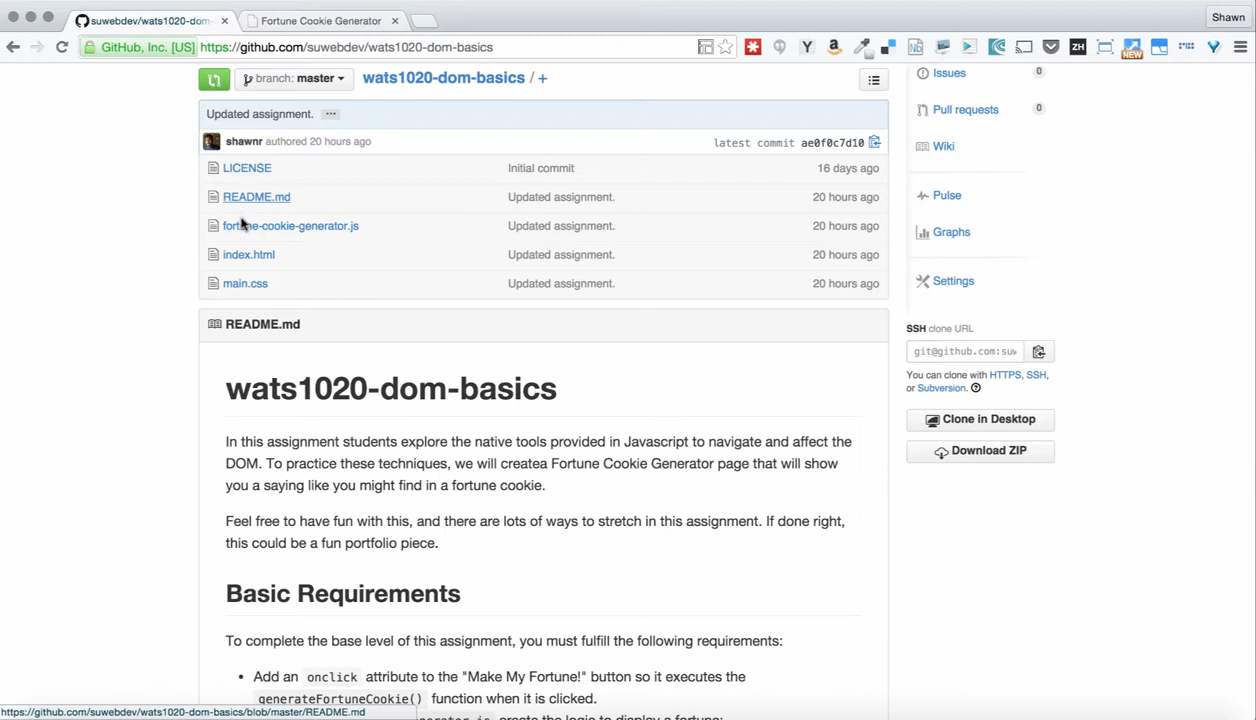 suwebdev/wats1020-dom-
Fortune Cookie Generator
Shawn
GitHub, Inc. [US] https://github.com/suwebdev/wats1020-dom-basics
branch: master
wats1020-dom-basics / +
Updated assignment.
shawnr authored 20 hours ago
latest commit ae0f0c7d10
LICENSE Initial commit 16 days ago
README.md Updated assignment. 20 hours ago
fortune-cookie-generator.js Updated assignment. 20 hours ago
index.html Updated assignment. 20 hours ago
main.css Updated assignment. 20 hours ago
Issues 0
Pull requests 0
Wiki
Pulse
Graphs
Settings
SSH clone URL
git@github.com:suw
You can clone with HTTPS, SSH,
or Subversion.
Clone in Desktop
Download ZIP
README.md
wats1020-dom-basics
In this assignment students explore the native tools provided in Javascript to navigate and affect the
DOM. To practice these techniques, we will createa Fortune Cookie Generator page that will show
you a saying like you might find in a fortune cookie.
Feel free to have fun with this, and there are lots of ways to stretch in this assignment. If done right,
this could be a fun portfolio piece.
Basic Requirements
To complete the base level of this assignment, you must fulfill the following requirements:
• Add an onclick attribute to the "Make My Fortune!" button so it executes the
generateFortuneCookie() function when it is clicked.
create the logic to display a fortune:
https://github.com/suwebdev/wats1020-dom-basics/blob/master/README.md